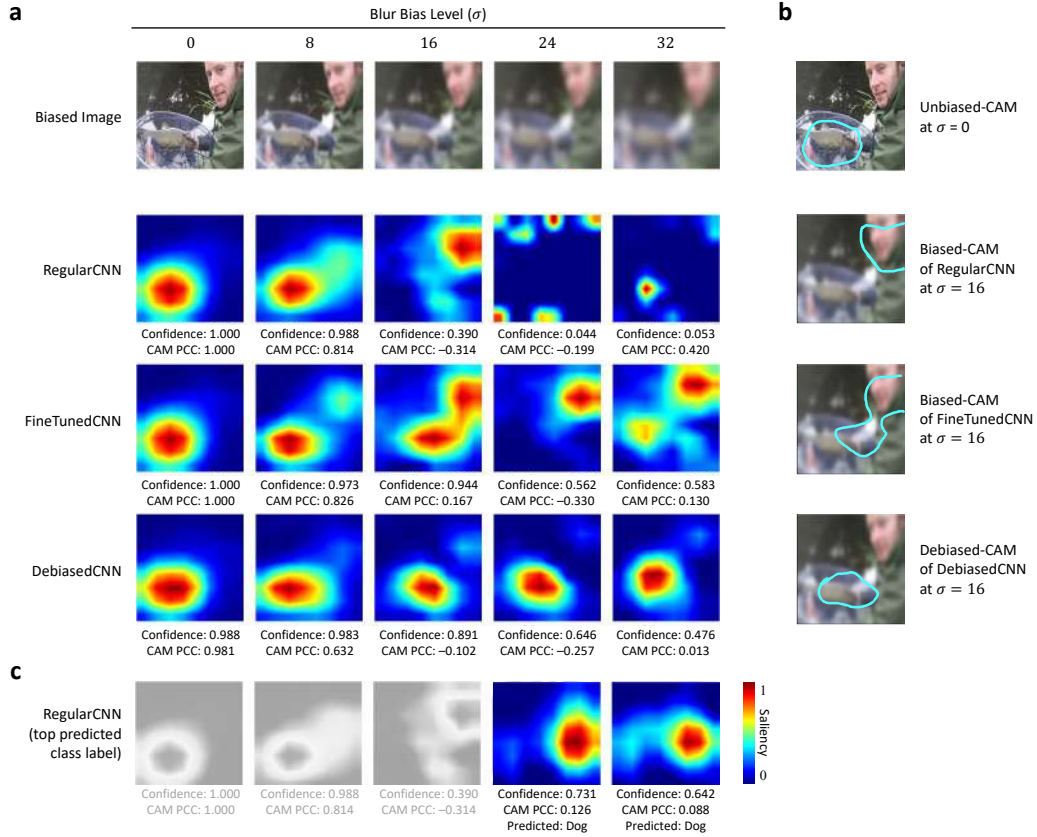 a
Blur Bias Level (σ)
0 8 16 24 32
Biased Image
RegularCNN
Confidence: 1.000 Confidence: 0.988 Confidence: 0.390 Confidence: 0.044 Confidence: 0.053
CAM PCC: 1.000 CAM PCC: 0.814 CAM PCC: –0.314 CAM PCC: –0.199 CAM PCC: 0.420
FineTunedCNN
Confidence: 1.000 Confidence: 0.973 Confidence: 0.944 Confidence: 0.562 Confidence: 0.583
CAM PCC: 1.000 CAM PCC: 0.826 CAM PCC: 0.167 CAM PCC: –0.330 CAM PCC: 0.130
DebiasedCNN
Confidence: 0.988 Confidence: 0.983 Confidence: 0.891 Confidence: 0.646 Confidence: 0.476
CAM PCC: 0.981 CAM PCC: 0.632 CAM PCC: –0.102 CAM PCC: –0.257 CAM PCC: 0.013
b
Unbiased-CAM
at σ = 0
Biased-CAM
of RegularCNN
at σ = 16
Biased-CAM
of FineTunedCNN
at σ = 16
Debiased-CAM
of DebiasedCNN
at σ = 16
c
RegularCNN
(top predicted
class label)
Confidence: 1.000 Confidence: 0.988 Confidence: 0.390 Confidence: 0.731 Confidence: 0.642
CAM PCC: 1.000 CAM PCC: 0.814 CAM PCC: –0.314 CAM PCC: 0.126 CAM PCC: 0.088
Predicted: Dog Predicted: Dog
1
Saliency
0